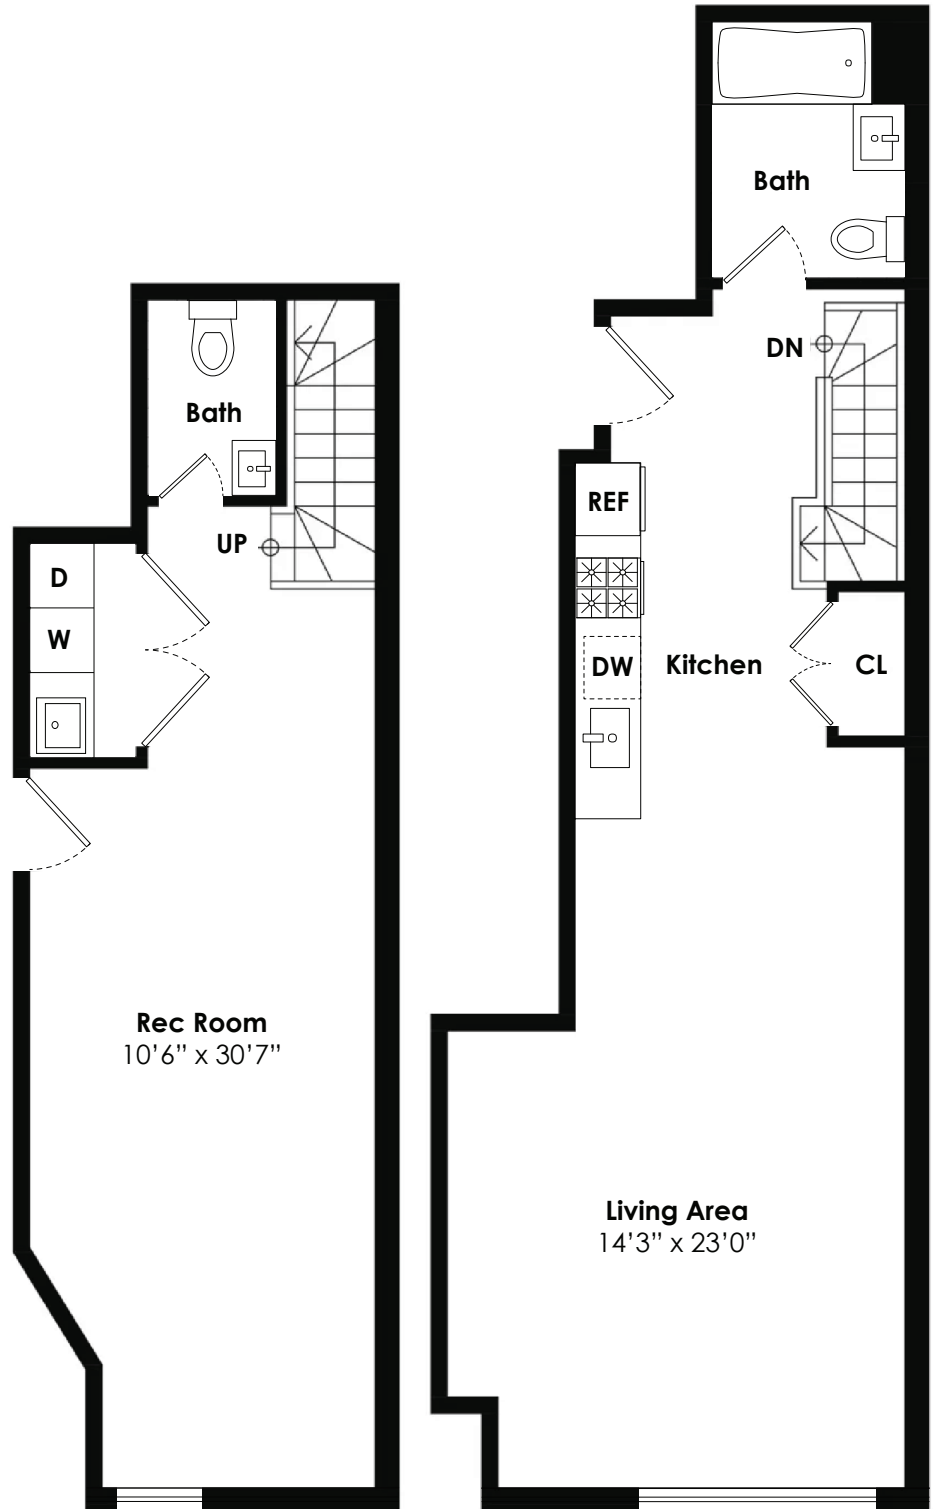 Bath
UP
D
W
Rec Room
10’6” x 30’7”
Bath
DN
REF
DW
Kitchen
CL
Living Area
14’3” x 23’0”